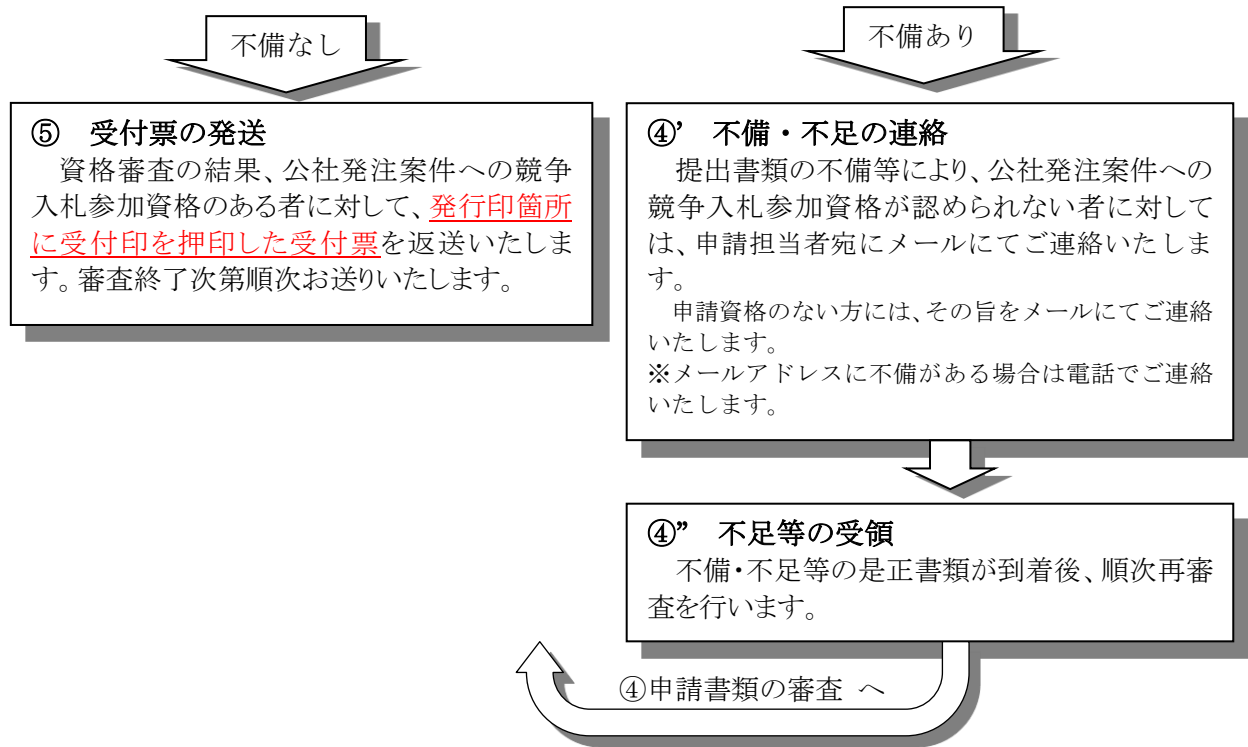 不備なし
⑤　受付票の発送
　資格審査の結果、公社発注案件への競争
入札参加資格のある者に対して、発行印箇所
に受付印を押印した受付票を返送いたしま
す。審査終了次第順次お送りいたします。
不備あり
④’　不備・不足の連絡
　提出書類の不備等により、公社発注案件への
競争入札参加資格が認められない者に対して
は、申請担当者宛にメールにてご連絡いたしま
す。
　申請資格のない方には、その旨をメールにてご連絡
いたします。
※メールアドレスに不備がある場合は電話でご連絡
いたします。
④”　不足等の受領
　不備・不足等の是正書類が到着後、順次再審
査を行います。
④申請書類の審査 へ